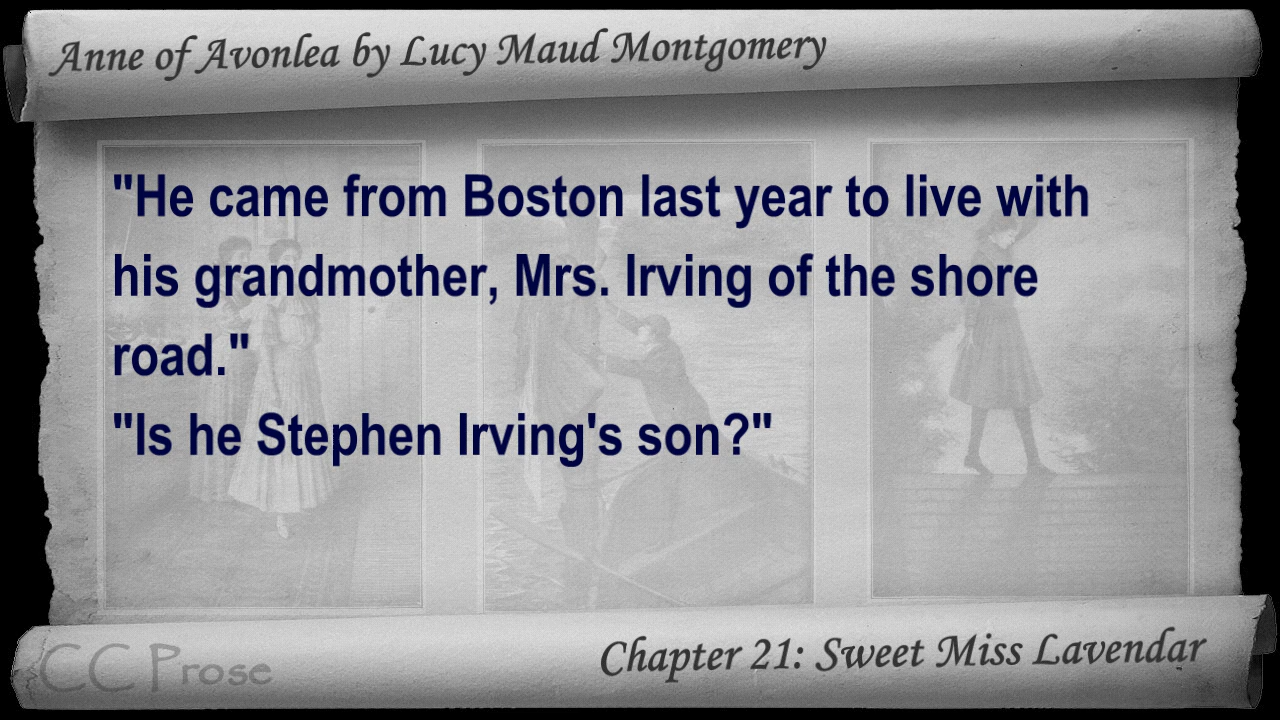 Anne of Avonlea by Lucy Maud Montgomery
"He came from Boston last year to live with
his grandmother, Mrs. Irving of the shore
road."
"Is he Stephen Irving's son?"
CC Prose
Chapter 21: Sweet Miss Lavendar